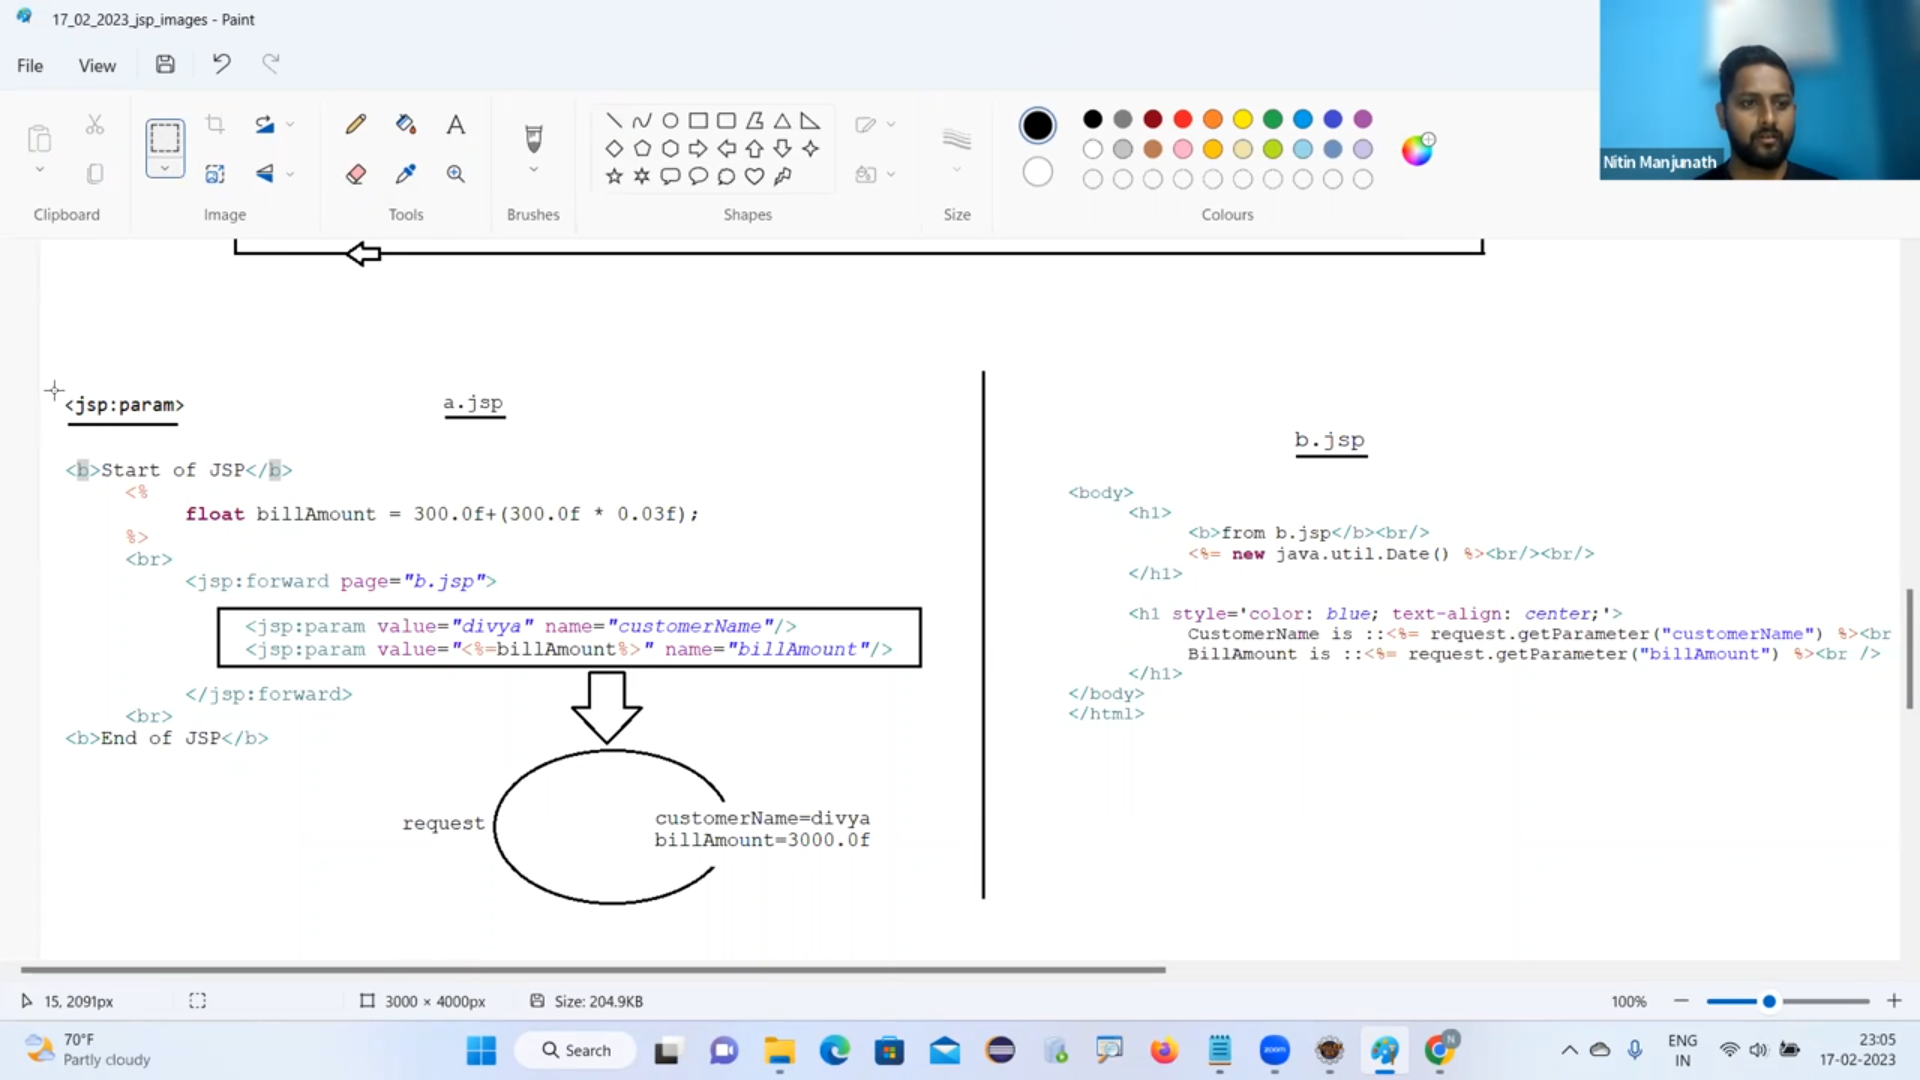 17_02_2023_jsp_images - Paint
File View
Clipboard Image Tools Brushes Shapes Size Colours
Nitin Manjunath
<jsp:param>
a.jsp
<b>Start of JSP</b>
<%
float billAmount = 300.0f+(300.0f * 0.03f);
%>
<br>
<jsp:forward page="b.jsp">
<jsp:param value="divya" name="customerName"/>
<jsp:param value="<%=billAmount%>" name="billAmount"/>
</jsp:forward>
<br>
<b>End of JSP</b>
request
customerName=divya
billAmount=3000.0f
b.jsp
<body>
<h1>
<b>from b.jsp</b><br/>
<%= new java.util.Date() %><br/><br/>
</h1>
<h1 style='color: blue; text-align: center;'>
CustomerName is ::<%= request.getParameter("customerName") %><br
BillAmount is ::<%= request.getParameter("billAmount") %><br />
</h1>
</body>
</html>
15, 2091px
3000 × 4000px
Size: 204.9KB
100%
70°F
Partly cloudy
Search
zoom
N
ENG
IN
23:05
17-02-2023